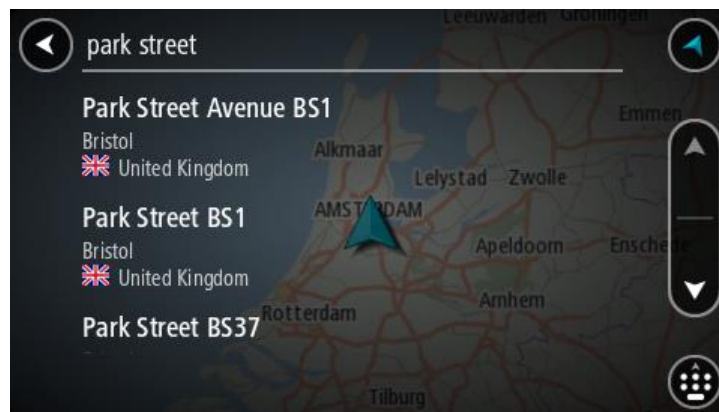 Leeuwarden Groningen
park street
Park Street Avenue BS1
Bristol
United Kingdom
Emmen
Alkmaar
Lelystad Zwolle
Park Street BS1
AMSTERDAM
Bristol
Apeldoorn Enschede
United Kingdom
Arnhem
Rotterdam
Park Street BS37
Tilburg